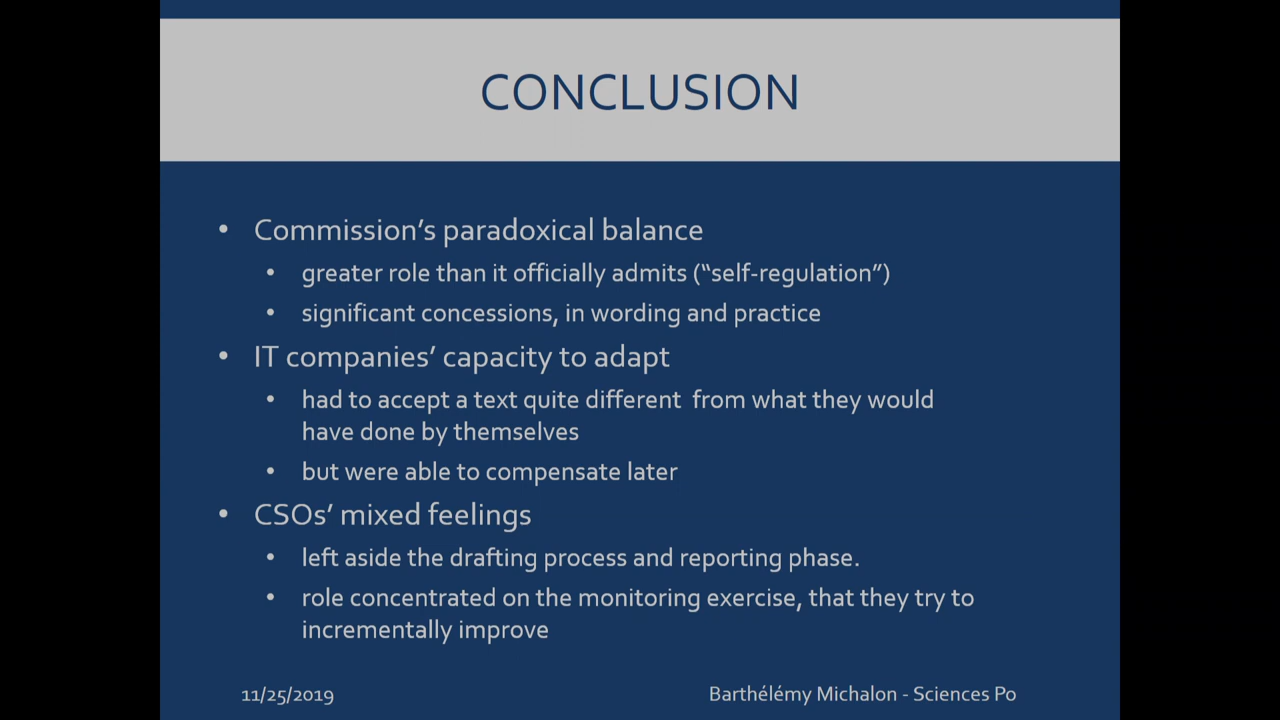 CONCLUSION
• Commission’s paradoxical balance
• greater role than it officially admits (“self-regulation”)
• significant concessions, in wording and practice
• IT companies’ capacity to adapt
• had to accept a text quite different  from what they would
have done by themselves
• but were able to compensate later
• CSOs’ mixed feelings
• left aside the drafting process and reporting phase.
• role concentrated on the monitoring exercise, that they try to
incrementally improve
11/25/2019
Barthélémy Michalon - Sciences Po